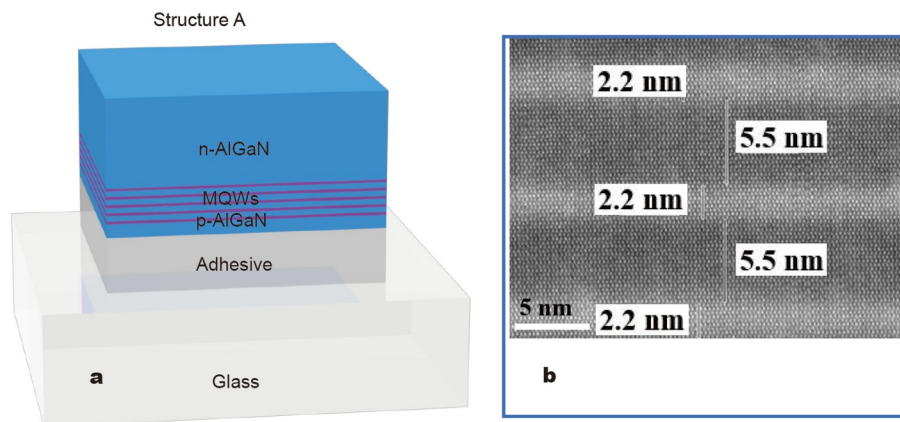 Structure A
n-AlGaN
MQWs
p-AlGaN
Adhesive
a
Glass
2.2 nm
5.5 nm
2.2 nm
5.5 nm
5 nm
2.2 nm
b